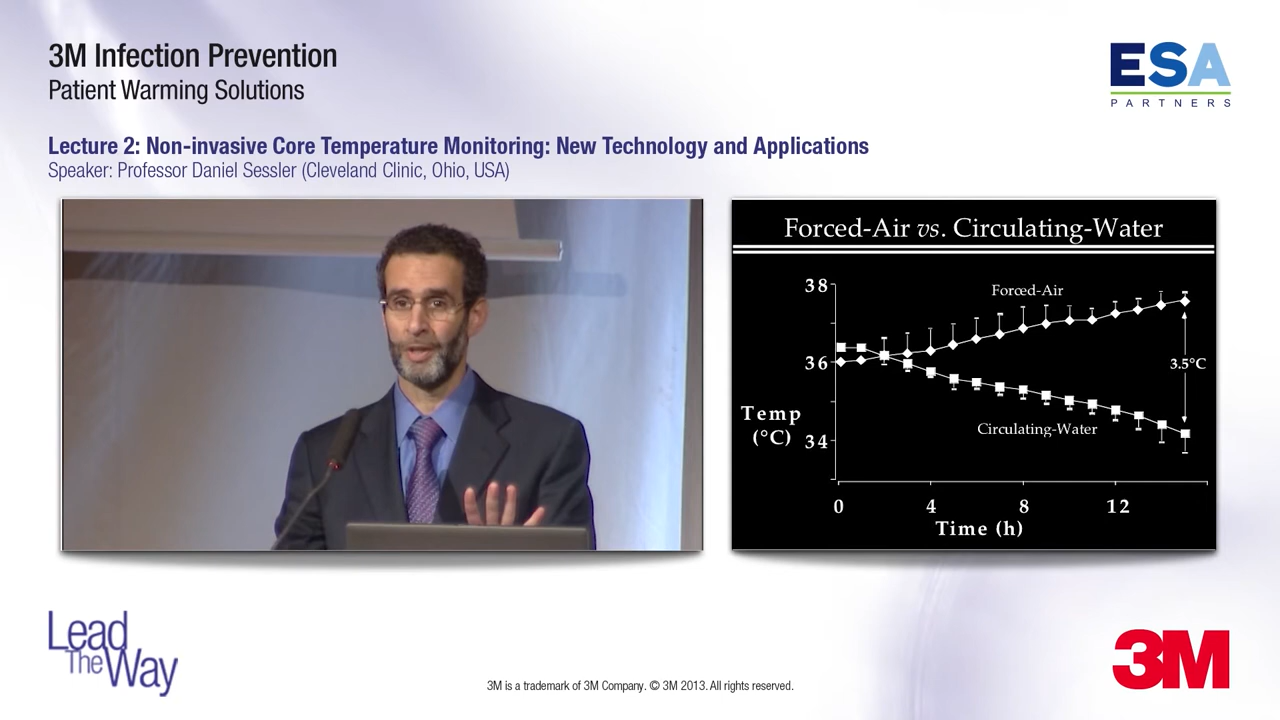 3M Infection Prevention
Patient Warming Solutions
ESA
PARTNERS
Lecture 2: Non-invasive Core Temperature Monitoring: New Technology and Applications
Speaker: Professor Daniel Sessler (Cleveland Clinic, Ohio, USA)
Forced-Air vs. Circulating-Water
38
Forced-Air
36
3.5°C
Temp
(°C)
34
Circulating-Water
0 4 8 12
Time (h)
Lead
The Way
3M
3M is a trademark of 3M Company. © 3M 2013. All rights reserved.